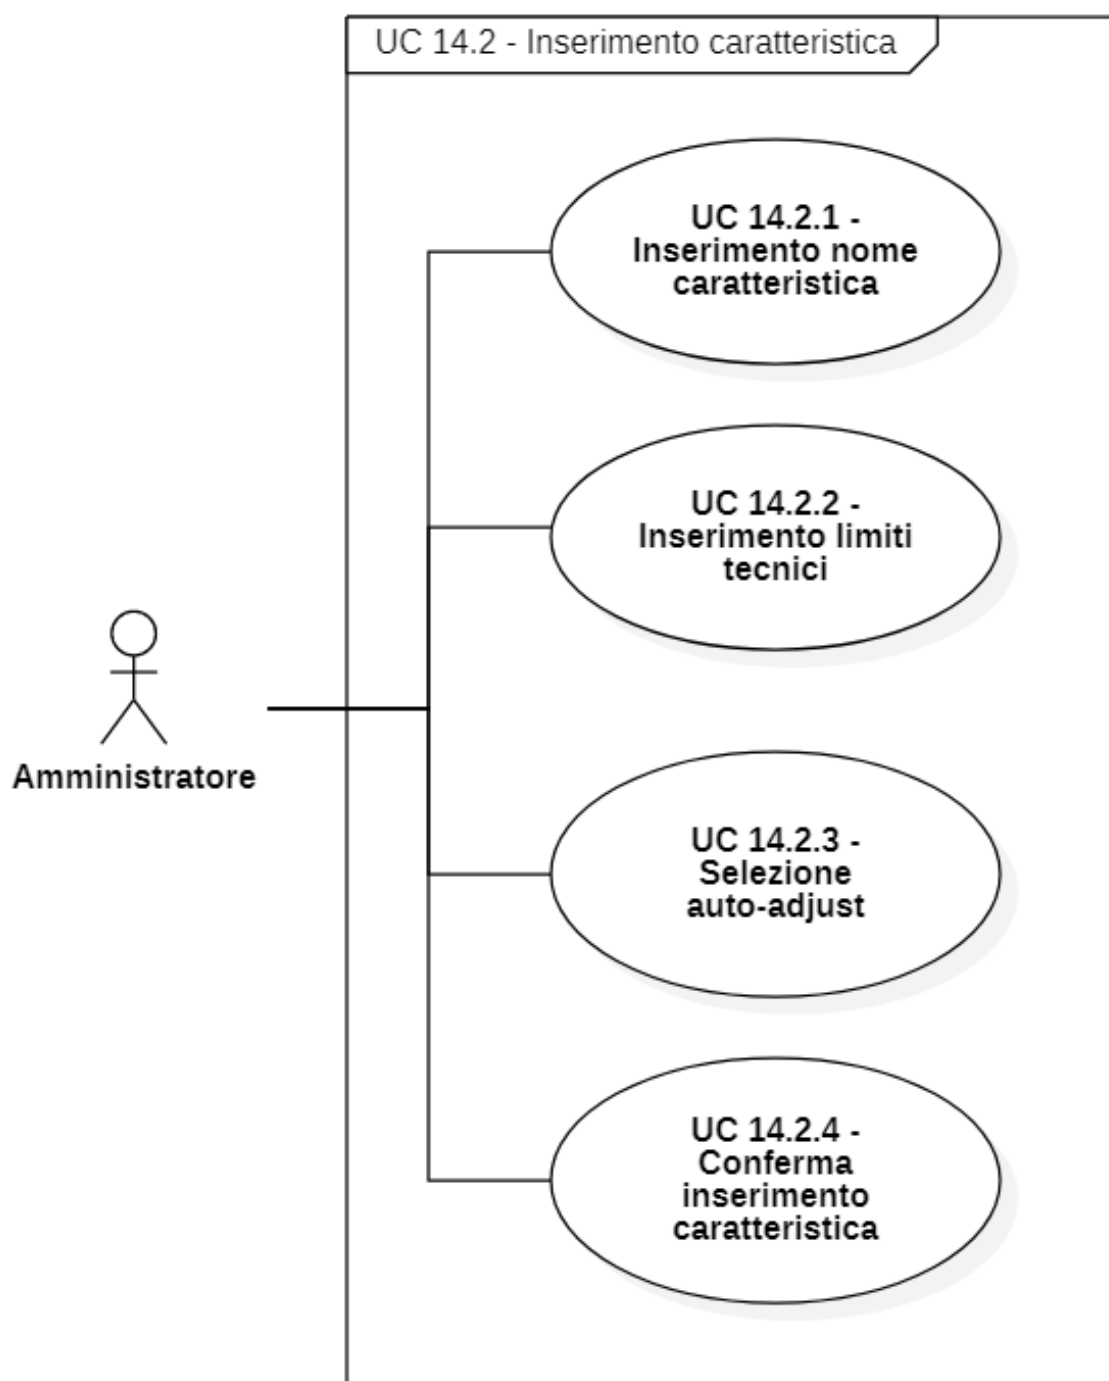 UC 14.2 - Inserimento caratteristica
UC 14.2.1 -
Inserimento nome
caratteristica
UC 14.2.2 -
Inserimento limiti
tecnici
Amministratore
UC 14.2.3 -
Selezione
auto-adjust
UC 14.2.4 -
Conferma
inserimento
caratteristica